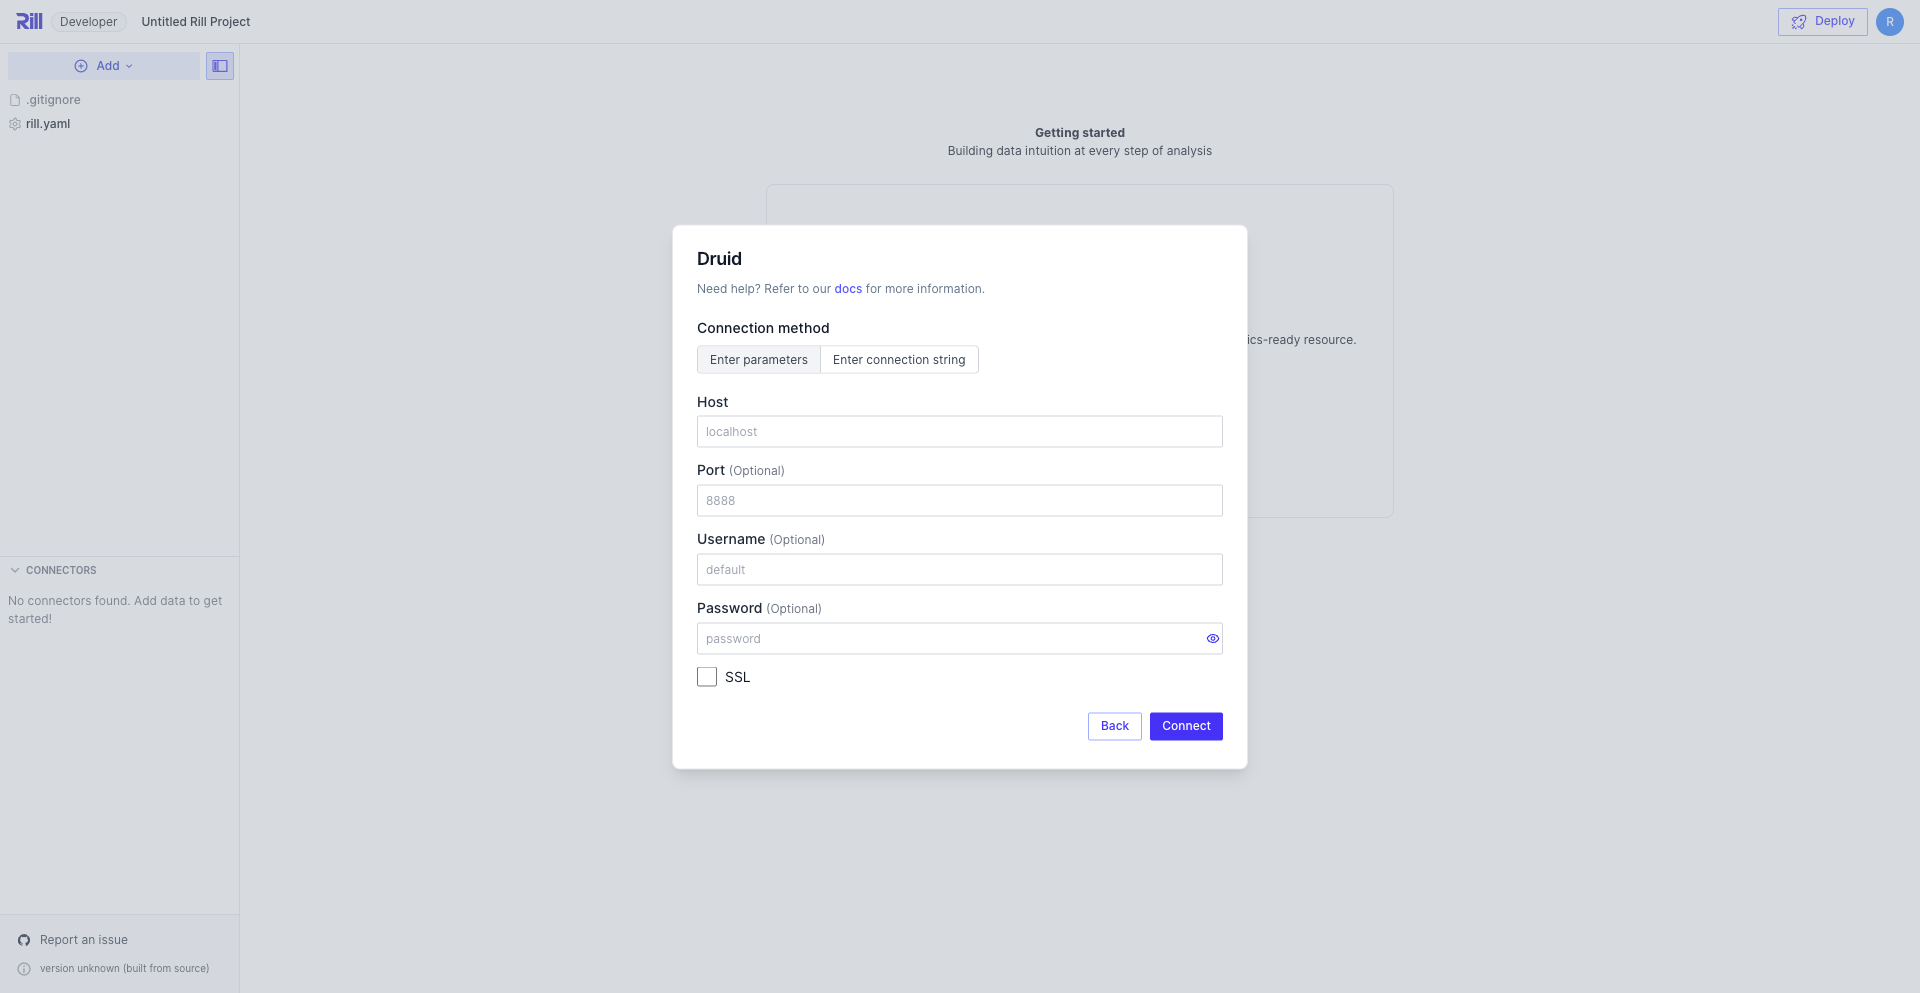 Rill
Developer
Untitled Rill Project
Deploy
R
Add
.gitignore
rill.yaml
Getting started
Building data intuition at every step of analysis
ics-ready resource.
Druid
Need help? Refer to our docs for more information.
Connection method
Enter parameters
Enter connection string
Host
localhost
Port (Optional)
8888
Username (Optional)
default
Password (Optional)
password
SSL
Back
Connect
CONNECTORS
No connectors found. Add data to get
started!
Report an issue
version unknown (built from source)